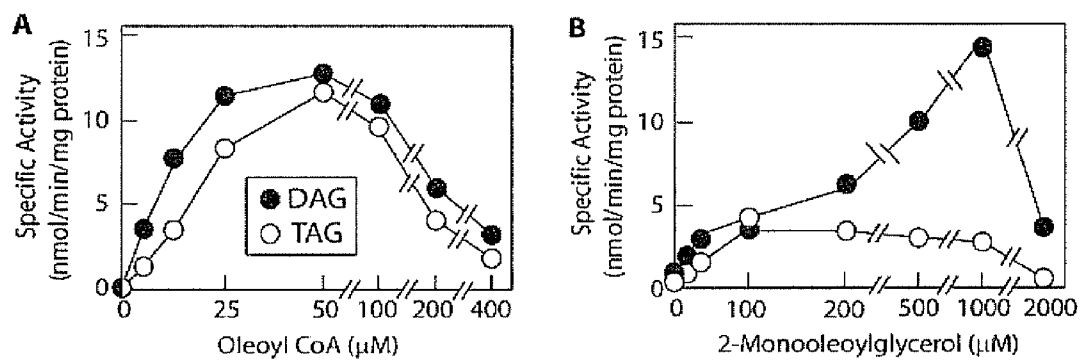 A
15
10
5
0
Specific Activity
(nmol/min/mg protein)
DAG
TAG
0 25 50 100 200 400
Oleoyl CoA (μM)
B
15
10
5
0
Specific Activity
(nmol/min/mg protein)
0 100 200 500 1000 2000
2-Monooleoylglycerol (μM)